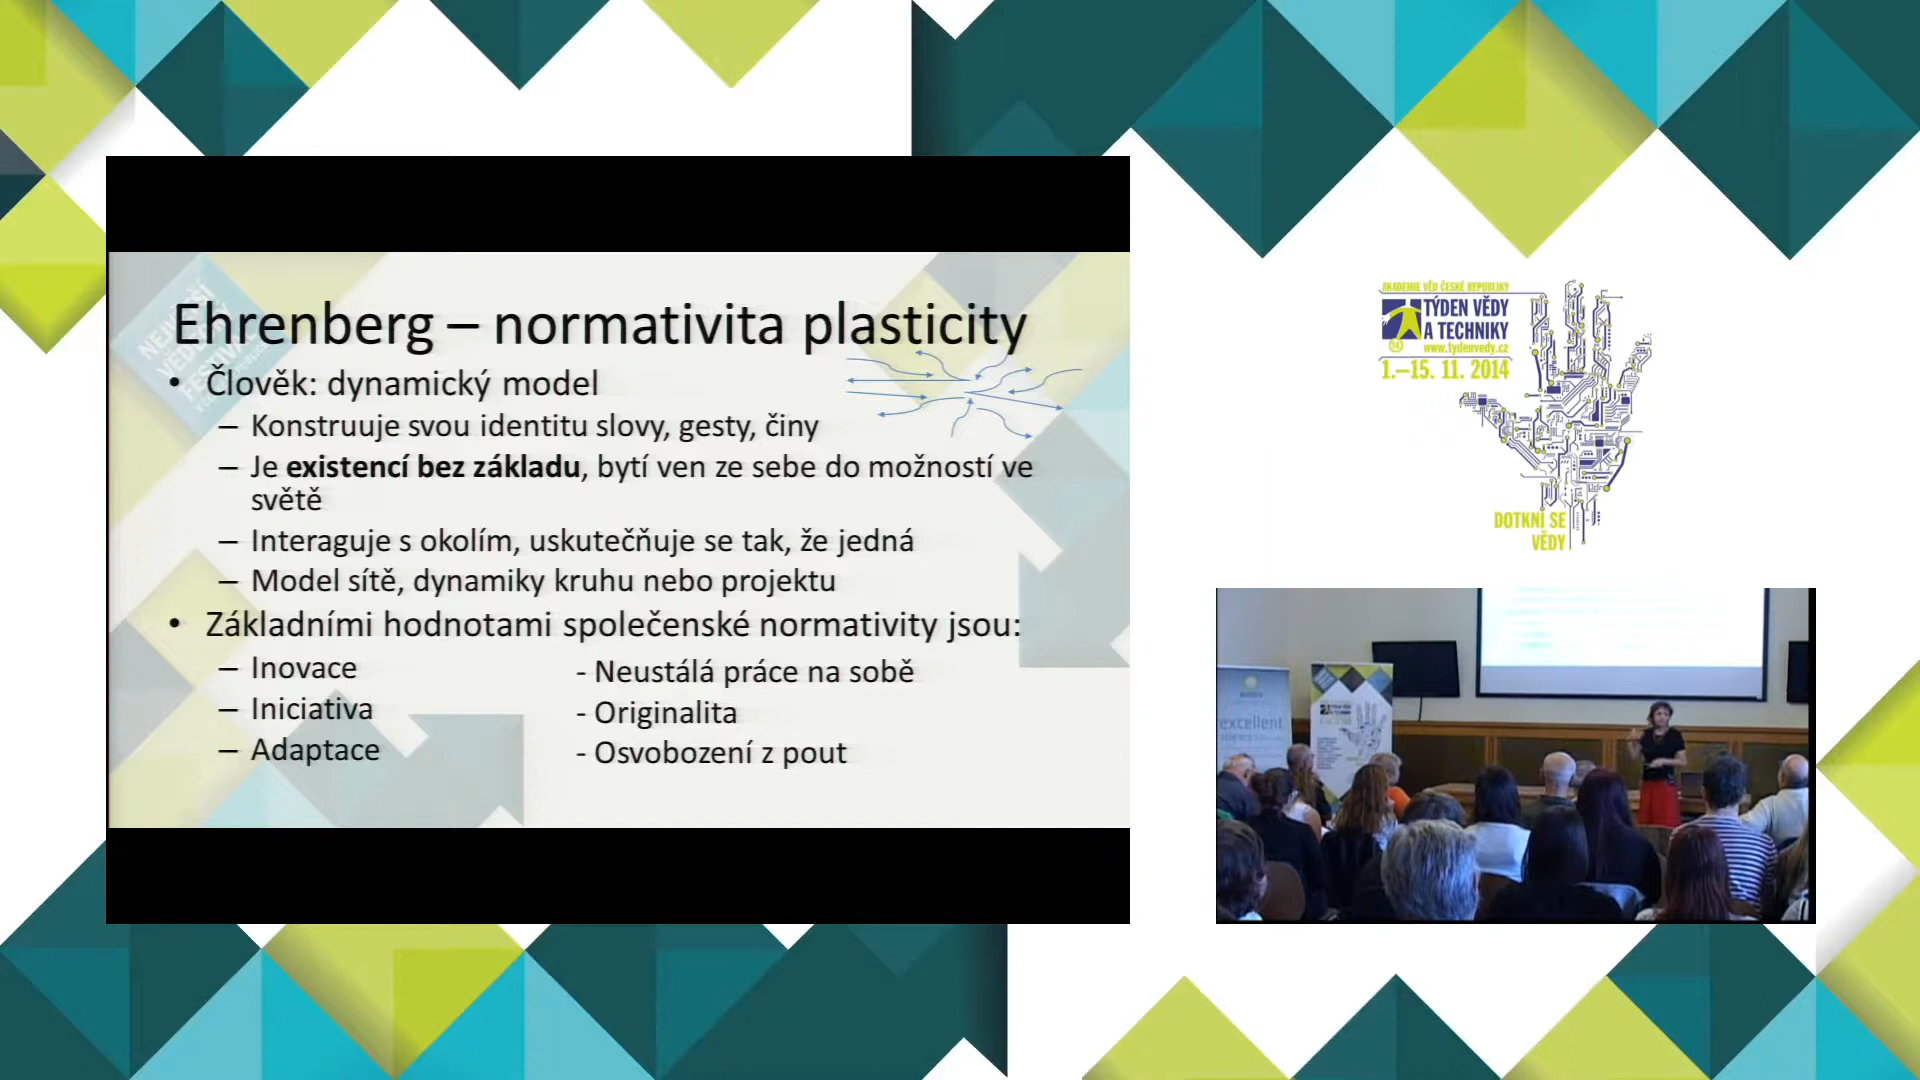 Ehrenberg – normativita plasticity
• Člověk: dynamický model
– Konstruuje svou identitu slovy, gesty, činy
– Je existencí bez základu, bytí ven ze sebe do možností ve
světě
– Interaguje s okolím, uskutečňuje se tak, že jedná
– Model sítě, dynamiky kruhu nebo projektu
• Základními hodnotami společenské normativity jsou:
– Inovace
– Iniciativa
– Adaptace
- Neustálá práce na sobě
- Originalita
- Osvobození z pout
AKADEMIE VĚD ČESKÉ REPUBLIKY
TÝDEN VĚDY
A TECHNIKY
www.tydenvedy.cz
1.–15. 11. 2014
DOTKNI SE
VĚDY
excellent